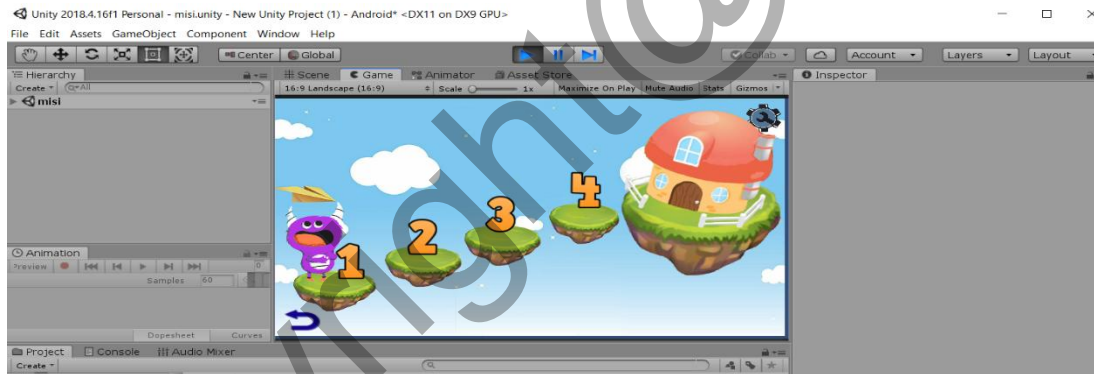 Unity 2018.4.16f1 Personal - misi.unity - New Unity Project (1) - Android* <DX11 on DX9 GPU>
File Edit Assets GameObject Component Window Help
Center Global Collab Account Layers Layout
Hierarchy Scene Game Animator Asset Store Inspector
Create All 16:9 Landscape (16:9) Scale 1x Maximize On Play Mute Audio Stats Gizmos
misi
4
3
2
1
Animation
Preview 0
Samples 60
Dopesheet Curves
Project Console Audio Mixer
Create